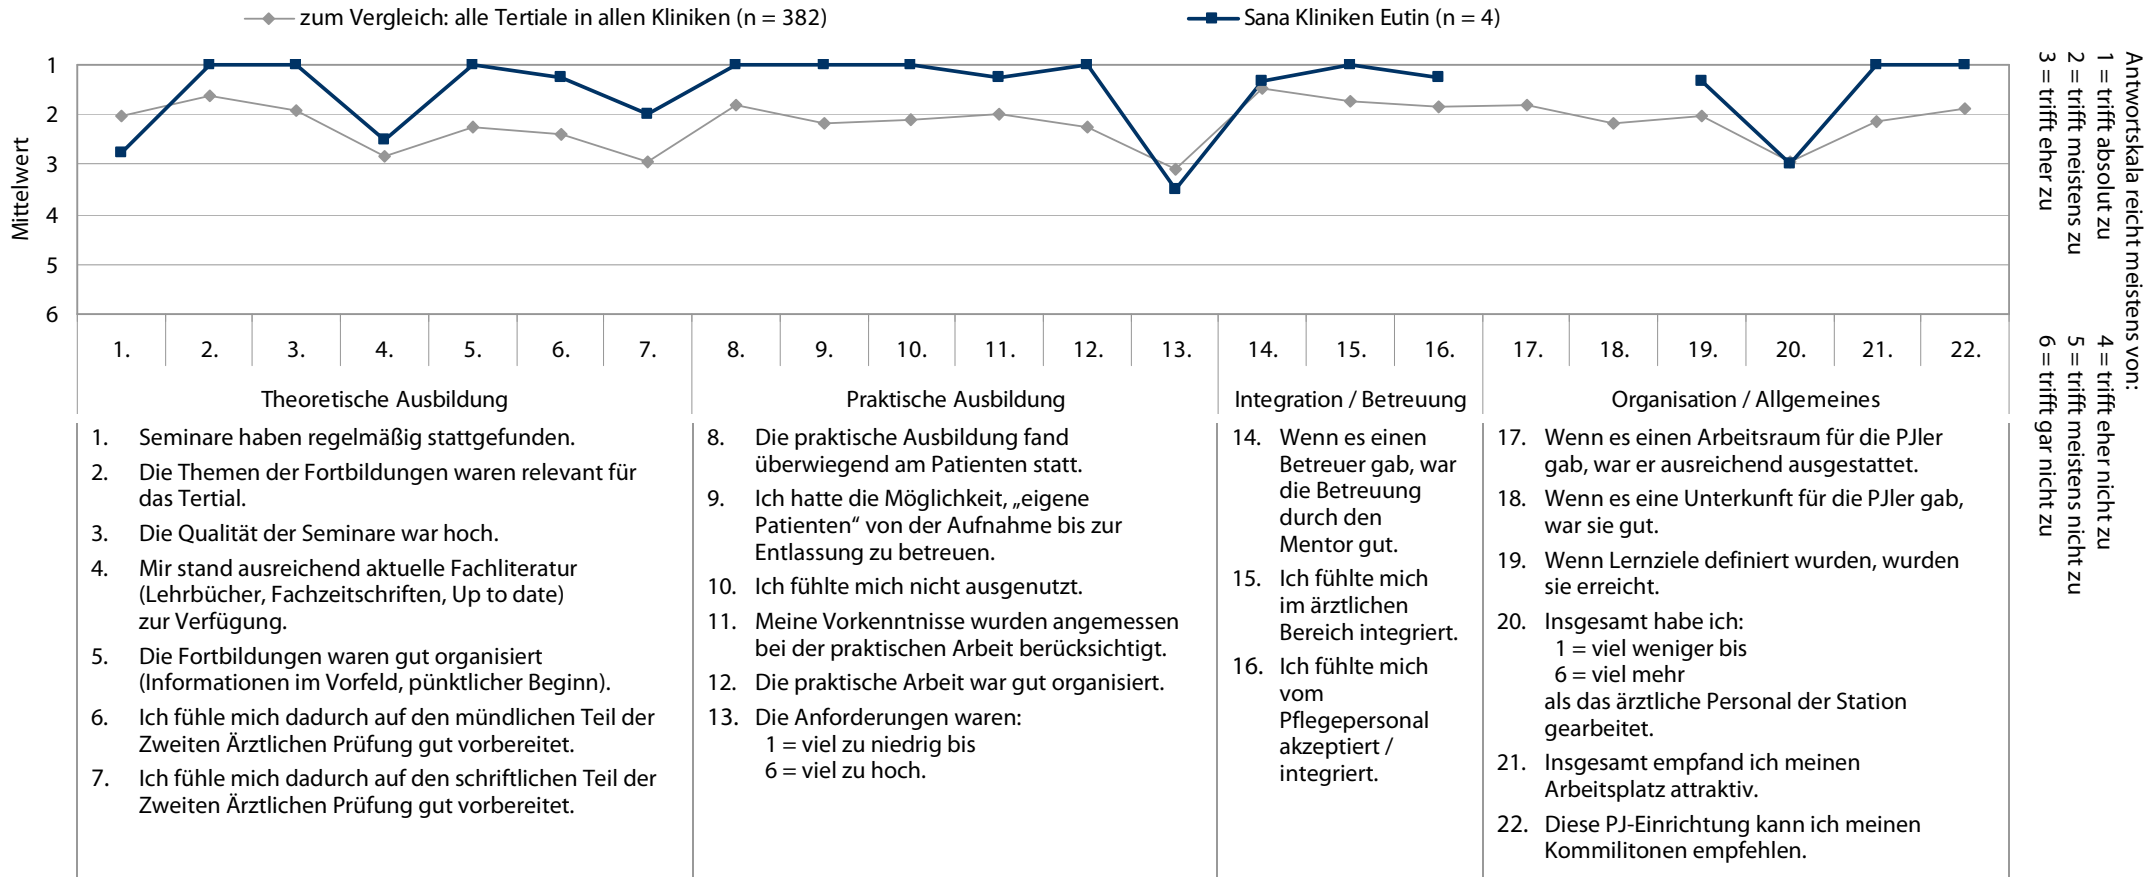 zum Vergleich: alle Tertiale in allen Kliniken (n = 382)
Sana Kliniken Eutin (n = 4)
Mittelwert
1
2
3
4
5
6
1. 2. 3. 4. 5. 6. 7. 8. 9. 10. 11. 12. 13. 14. 15. 16. 17. 18. 19. 20. 21. 22.
Theoretische Ausbildung
Praktische Ausbildung
Integration / Betreuung
Organisation / Allgemeines
1. Seminare haben regelmäßig stattgefunden.
2. Die Themen der Fortbildungen waren relevant für
das Tertial.
3. Die Qualität der Seminare war hoch.
4. Mir stand ausreichend aktuelle Fachliteratur
(Lehrbücher, Fachzeitschriften, Up to date)
zur Verfügung.
5. Die Fortbildungen waren gut organisiert
(Informationen im Vorfeld, pünktlicher Beginn).
6. Ich fühle mich dadurch auf den mündlichen Teil der
Zweiten Ärztlichen Prüfung gut vorbereitet.
7. Ich fühle mich dadurch auf den schriftlichen Teil der
Zweiten Ärztlichen Prüfung gut vorbereitet.
8. Die praktische Ausbildung fand
überwiegend am Patienten statt.
9. Ich hatte die Möglichkeit, „eigene
Patienten“ von der Aufnahme bis zur
Entlassung zu betreuen.
10. Ich fühlte mich nicht ausgenutzt.
11. Meine Vorkenntnisse wurden angemessen
bei der praktischen Arbeit berücksichtigt.
12. Die praktische Arbeit war gut organisiert.
13. Die Anforderungen waren:
1 = viel zu niedrig bis
6 = viel zu hoch.
14. Wenn es einen
Betreuer gab, war
die Betreuung
durch den
Mentor gut.
15. Ich fühlte mich
im ärztlichen
Bereich integriert.
16. Ich fühlte mich
vom
Pflegepersonal
akzeptiert /
integriert.
17. Wenn es einen Arbeitsraum für die PJler
gab, war er ausreichend ausgestattet.
18. Wenn es eine Unterkunft für die PJler gab,
war sie gut.
19. Wenn Lernziele definiert wurden, wurden
sie erreicht.
20. Insgesamt habe ich:
1 = viel weniger bis
6 = viel mehr
als das ärztliche Personal der Station
gearbeitet.
21. Insgesamt empfand ich meinen
Arbeitsplatz attraktiv.
22. Diese PJ-Einrichtung kann ich meinen
Kommilitonen empfehlen.
Antwortskala reicht meistens von:
1 = trifft absolut zu
2 = trifft meistens zu
3 = trifft eher zu
4 = trifft eher nicht zu
5 = trifft meistens nicht zu
6 = trifft gar nicht zu